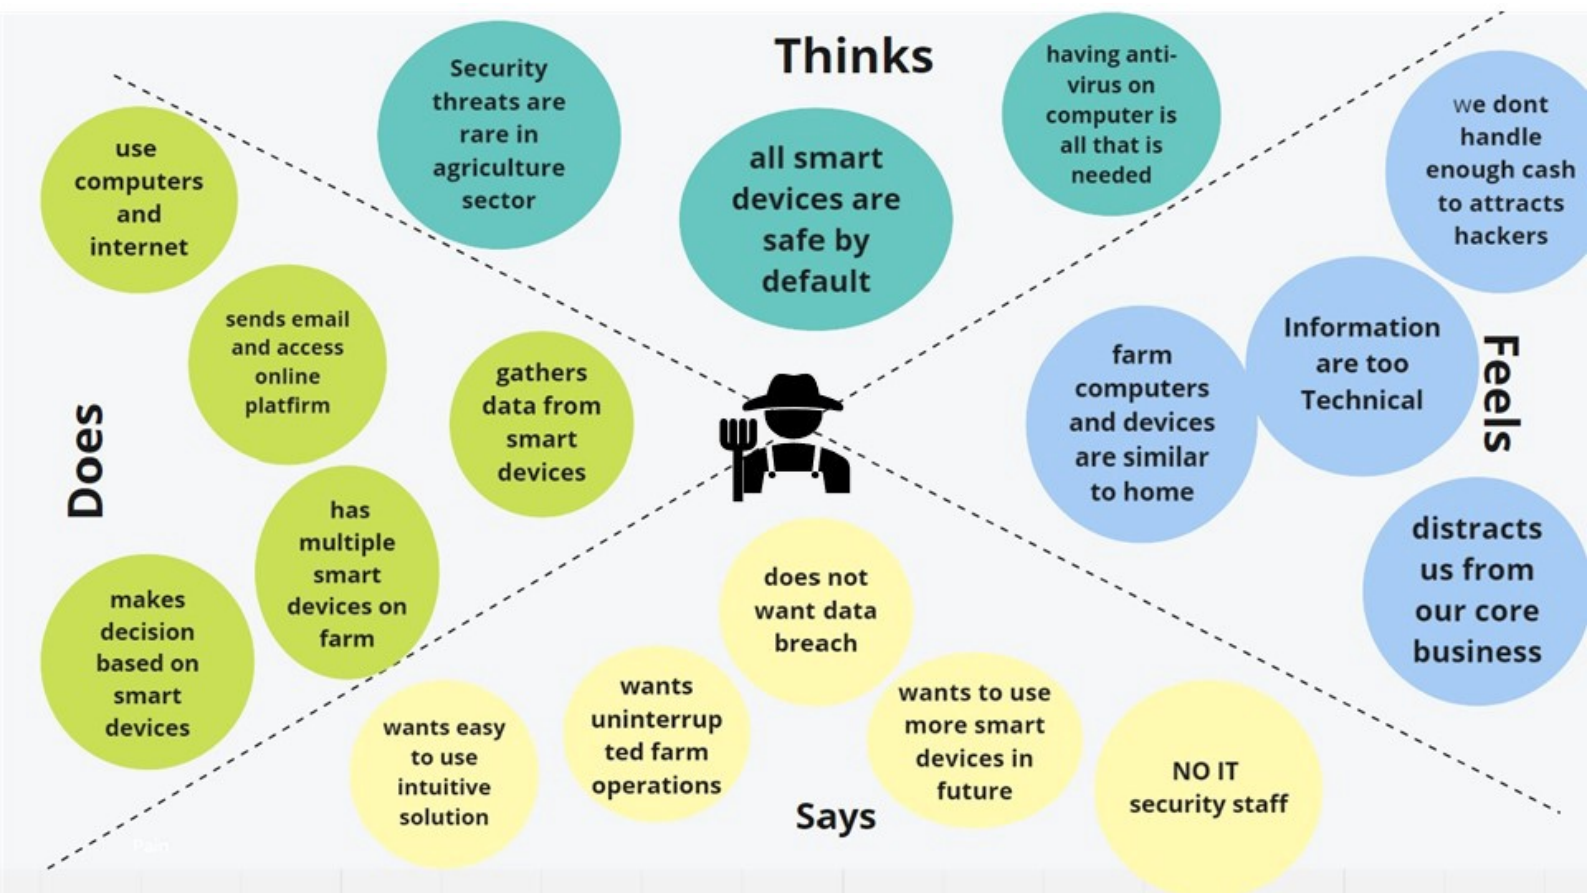 Thinks
Security
threats are
rare in
agriculture
sector
all smart
devices are
safe by
default
having anti-
virus on
computer is
all that is
needed
Does
use
computers
and
internet
sends email
and access
online
platfirm
gathers
data from
smart
devices
has
multiple
smart
devices on
farm
makes
decision
based on
smart
devices
Feels
we dont
handle
enough cash
to attracts
hackers
Information
are too
Technical
farm
computers
and devices
are similar
to home
distracts
us from
our core
business
Says
does not
want data
breach
wants easy
to use
intuitive
solution
wants
uninterrup
ted farm
operations
wants to use
more smart
devices in
future
NO IT
security staff
Pain